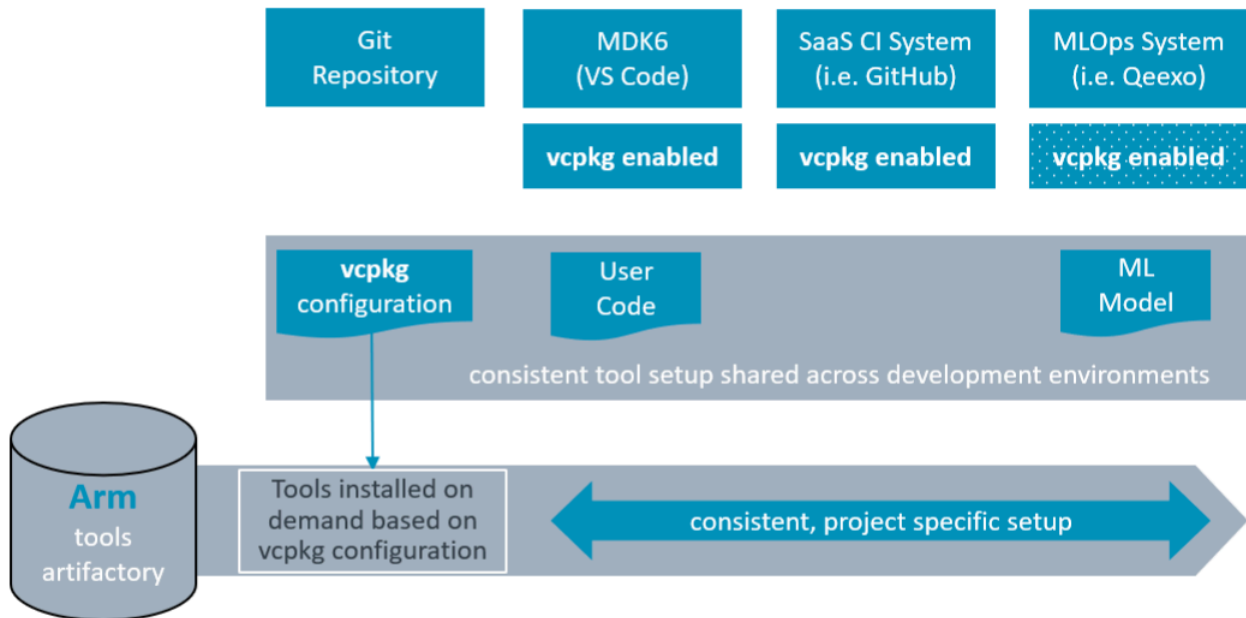 Git
Repository
MDK6
(VS Code)
SaaS CI System
(i.e. GitHub)
MLOps System
(i.e. Qeexo)
vcpkg enabled
vcpkg enabled
vcpkg enabled
vcpkg
configuration
User
Code
ML
Model
consistent tool setup shared across development environments
Arm
tools
artifactory
Tools installed on
demand based on
vcpkg configuration
consistent, project specific setup